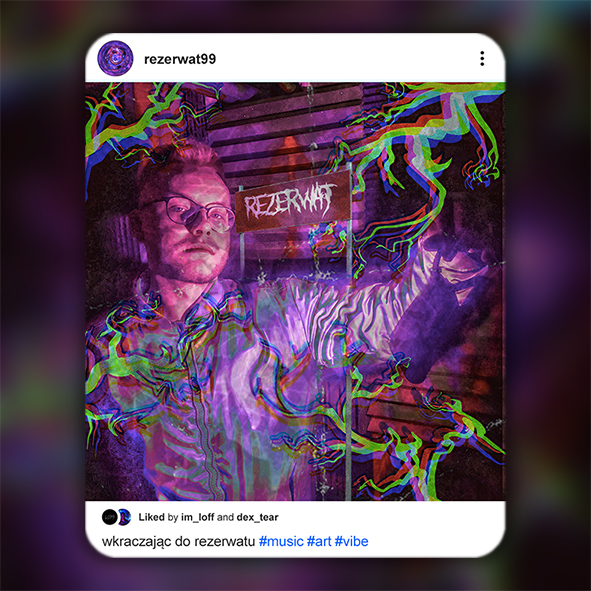 rezerwat99
REZERWAT
Liked by im_loff and dex_tear
wkraczając do rezerwatu #music #art #vibe